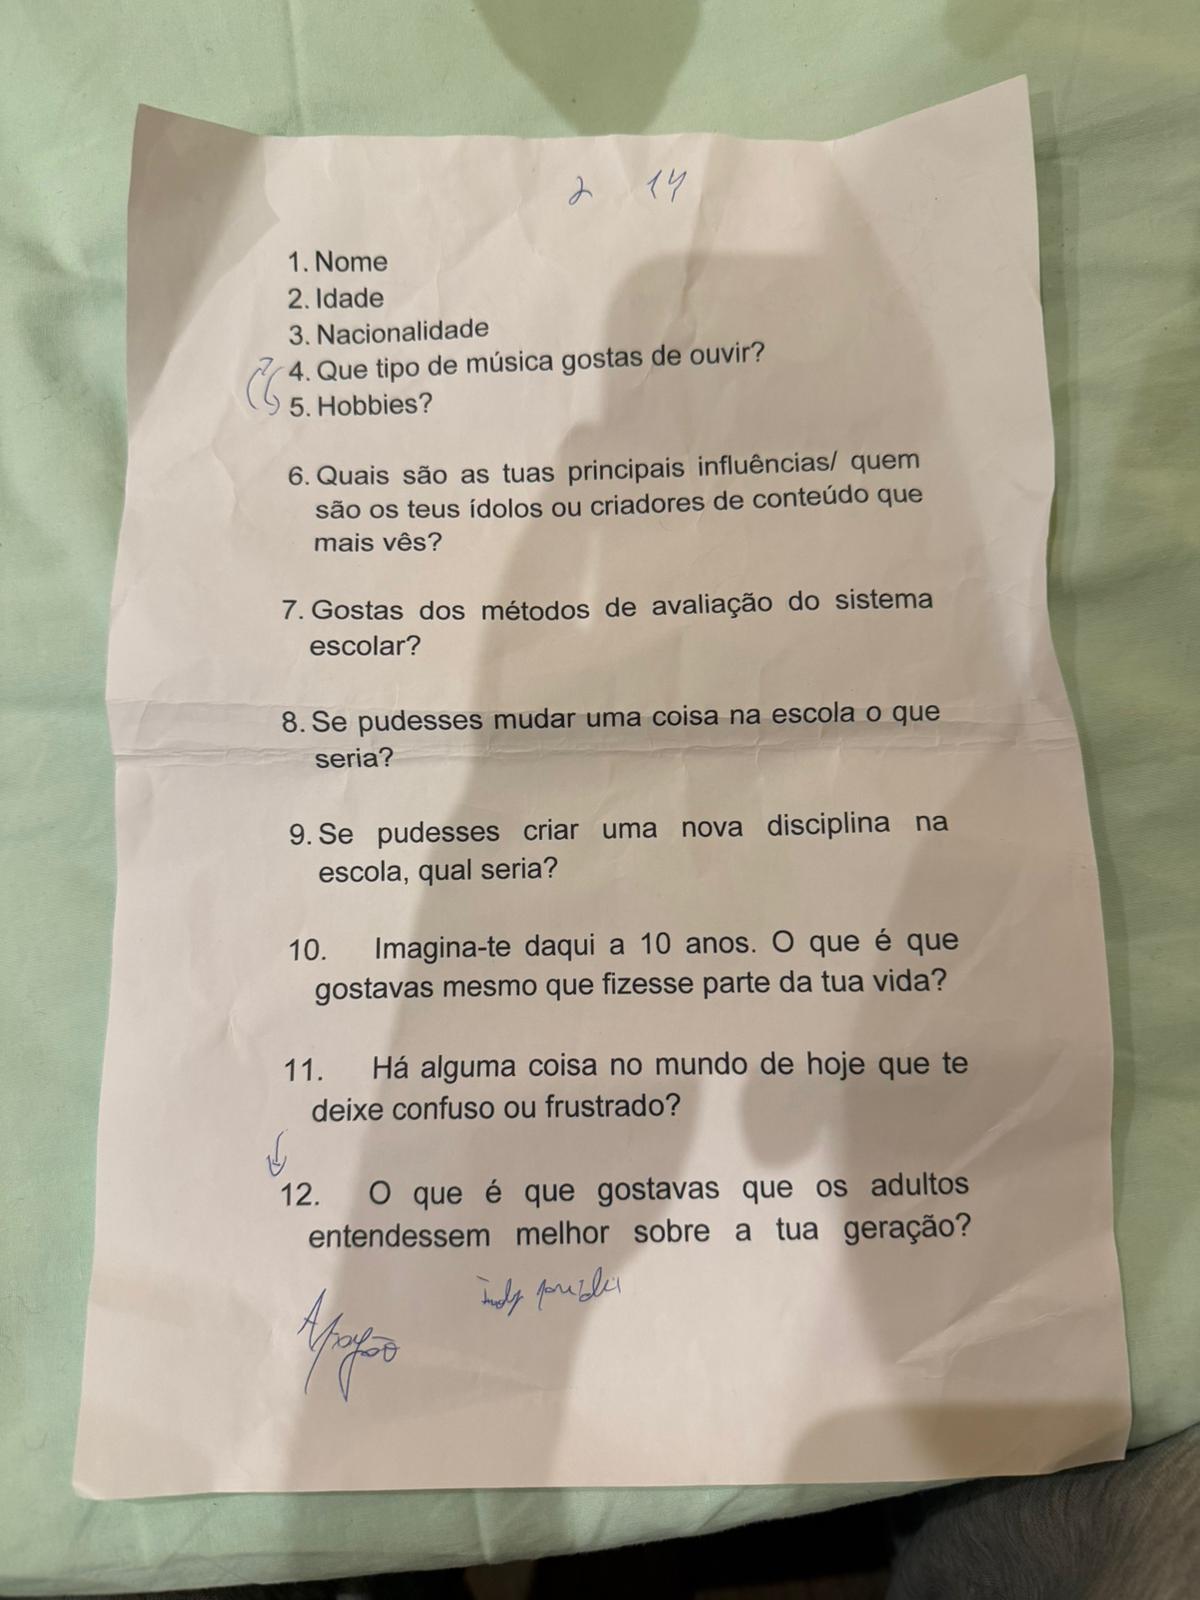 2 14
1. Nome
2. Idade
3. Nacionalidade
4. Que tipo de música gostas de ouvir?
5. Hobbies?
6. Quais são as tuas principais influências/ quem
são os teus ídolos ou criadores de conteúdo que
mais vês?
7. Gostas dos métodos de avaliação do sistema
escolar?
8. Se pudesses mudar uma coisa na escola o que
seria?
9. Se pudesses criar uma nova disciplina na
escola, qual seria?
10. Imagina-te daqui a 10 anos. O que é que
gostavas mesmo que fizesse parte da tua vida?
11. Há alguma coisa no mundo de hoje que te
deixe confuso ou frustrado?
12. O que é que gostavas que os adultos
entendessem melhor sobre a tua geração?